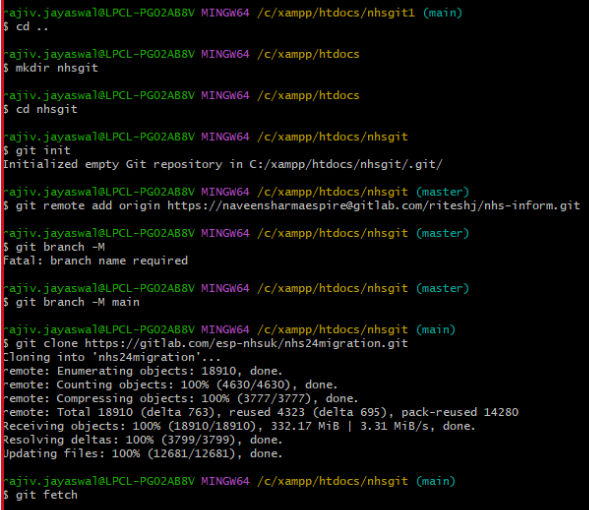 rajiv.jayaswal@LPCL-PG02AB8V MINGW64 /c/xampp/htdocs/nhsgit1 (main)
$ cd ..
rajiv.jayaswal@LPCL-PG02AB8V MINGW64 /c/xampp/htdocs
$ mkdir nhsgit
rajiv.jayaswal@LPCL-PG02AB8V MINGW64 /c/xampp/htdocs
$ cd nhsgit
rajiv.jayaswal@LPCL-PG02AB8V MINGW64 /c/xampp/htdocs/nhsgit
$ git init
Initialized empty Git repository in C:/xampp/htdocs/nhsgit/.git/
rajiv.jayaswal@LPCL-PG02AB8V MINGW64 /c/xampp/htdocs/nhsgit (master)
$ git remote add origin https://naveensharmaespire@gitlab.com/riteshj/nhs-inform.git
rajiv.jayaswal@LPCL-PG02AB8V MINGW64 /c/xampp/htdocs/nhsgit (master)
$ git branch -M
fatal: branch name required
rajiv.jayaswal@LPCL-PG02AB8V MINGW64 /c/xampp/htdocs/nhsgit (master)
$ git branch -M main
rajiv.jayaswal@LPCL-PG02AB8V MINGW64 /c/xampp/htdocs/nhsgit (main)
$ git clone https://gitlab.com/esp-nhsuk/nhs24migration.git
Cloning into 'nhs24migration'...
remote: Enumerating objects: 18910, done.
remote: Counting objects: 100% (4630/4630), done.
remote: Compressing objects: 100% (3777/3777), done.
remote: Total 18910 (delta 763), reused 4323 (delta 695), pack-reused 14280
Receiving objects: 100% (18910/18910), 332.17 MiB | 3.31 MiB/s, done.
Resolving deltas: 100% (3799/3799), done.
Updating files: 100% (12681/12681), done.
rajiv.jayaswal@LPCL-PG02AB8V MINGW64 /c/xampp/htdocs/nhsgit (main)
$ git fetch